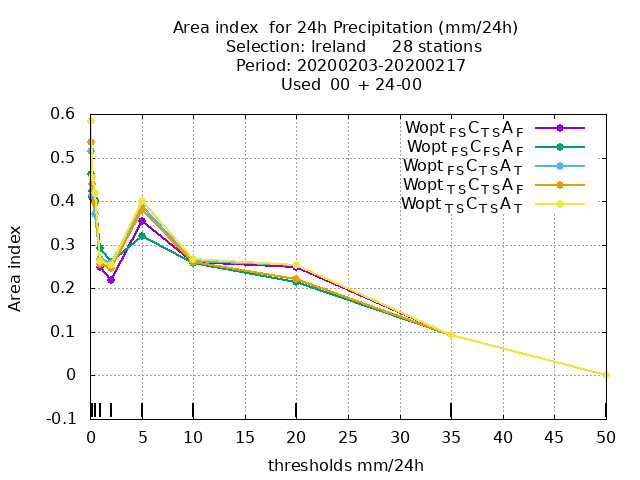 Area index  for 24h Precipitation (mm/24h)
Selection: Ireland     28 stations
Period: 20200203-20200217
Used  00 + 24-00
Wopt FS C TS A F
Wopt FS C FS A F
Wopt FS C TS A T
Wopt TS C TS A F
Wopt TS C TS A T
Area index
0.6
0.5
0.4
0.3
0.2
0.1
0
-0.1
0 5 10 15 20 25 30 35 40 45 50
thresholds mm/24h